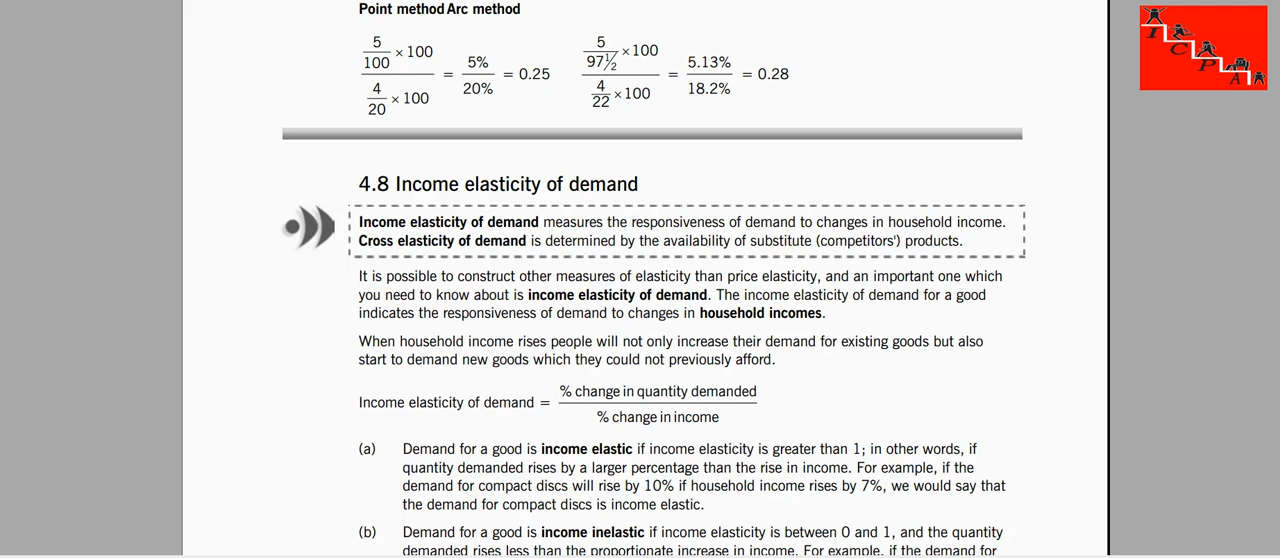 Point method Arc method
5/100 × 100 / 4/20 × 100 = 5%/20% = 0.25 5/97½ × 100 / 4/22 × 100 = 5.13%/18.2% = 0.28
I C P A
4.8 Income elasticity of demand
Income elasticity of demand measures the responsiveness of demand to changes in household income.
Cross elasticity of demand is determined by the availability of substitute (competitors') products.
It is possible to construct other measures of elasticity than price elasticity, and an important one which
you need to know about is income elasticity of demand. The income elasticity of demand for a good
indicates the responsiveness of demand to changes in household incomes.
When household income rises people will not only increase their demand for existing goods but also
start to demand new goods which they could not previously afford.
Income elasticity of demand = % change in quantity demanded / % change in income
(a) Demand for a good is income elastic if income elasticity is greater than 1; in other words, if
quantity demanded rises by a larger percentage than the rise in income. For example, if the
demand for compact discs will rise by 10% if household income rises by 7%, we would say that
the demand for compact discs is income elastic.
(b) Demand for a good is income inelastic if income elasticity is between 0 and 1, and the quantity
demanded rises less than the proportionate increase in income. For example, if the demand for